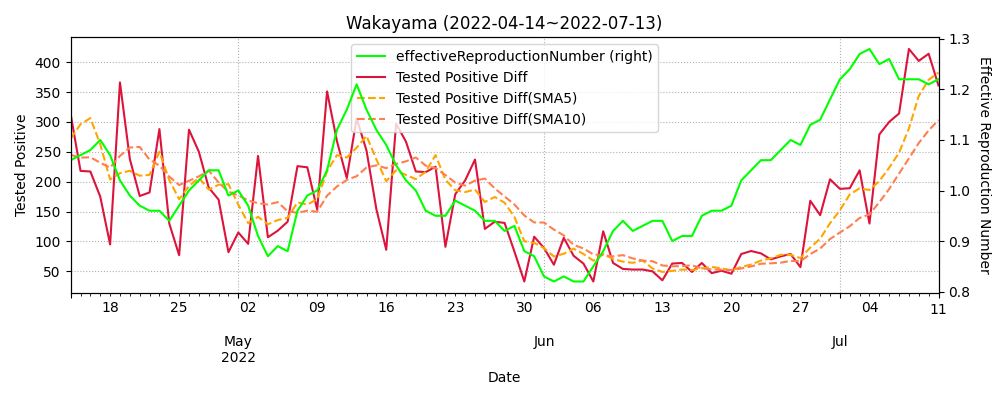 Wakayama (2022-04-14~2022-07-13)
effectiveReproductionNumber (right)
Tested Positive Diff
Tested Positive Diff(SMA5)
Tested Positive Diff(SMA10)
Tested Positive
400
350
300
250
200
150
100
50
1.3
1.2
1.1
1.0
0.9
0.8
Effective Reproduction Number
18 25 02 09 16 23 30 06 13 20 27 04 11
May Jun Jul
2022
Date